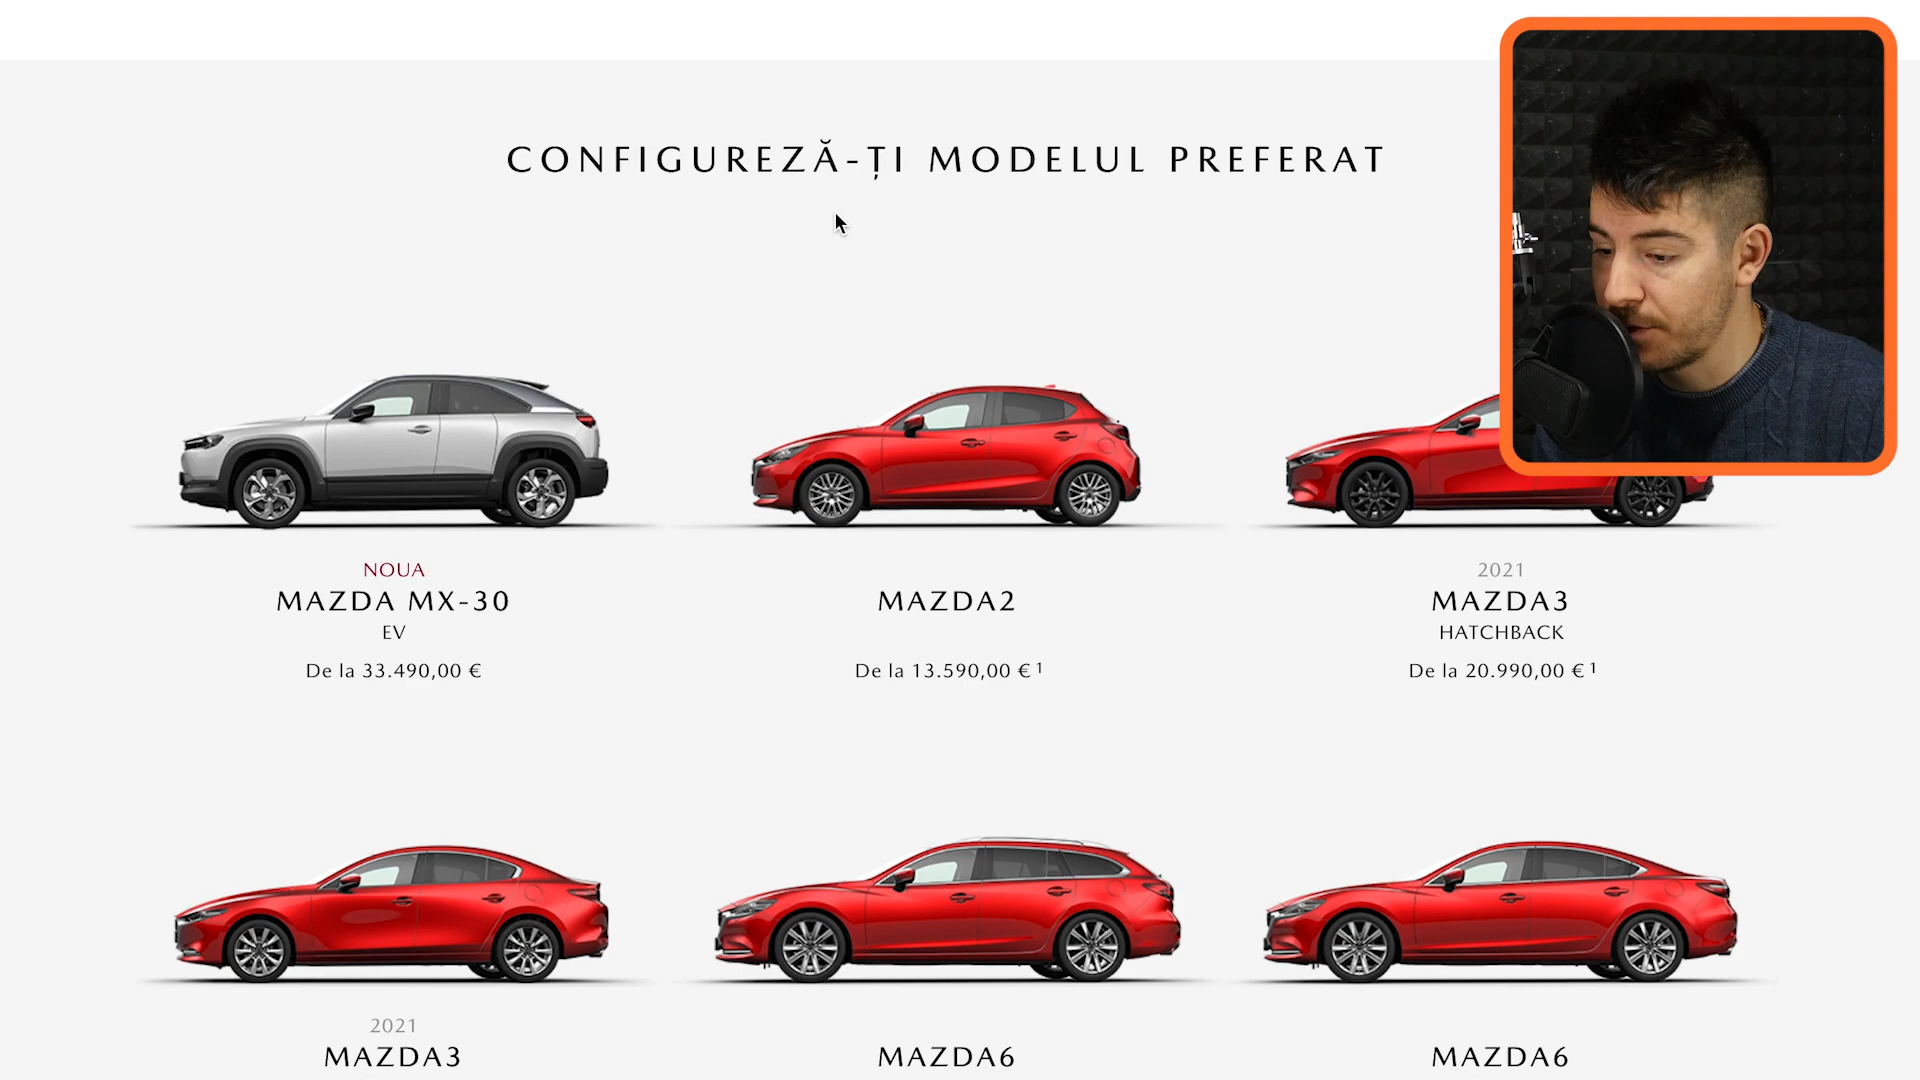 CONFIGUREZĂ-ȚI MODELUL PREFERAT
NOUA
MAZDA MX-30
EV
De la 33.490,00 €
MAZDA2
De la 13.590,00 € 1
2021
MAZDA3
HATCHBACK
De la 20.990,00 € 1
2021
MAZDA3
MAZDA6
MAZDA6